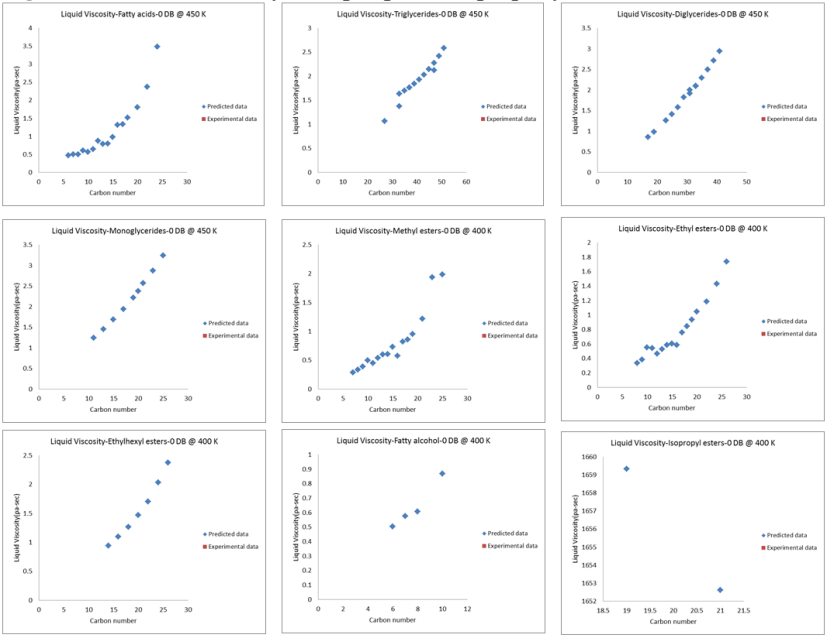 Liquid Viscosity-Fatty acids-0 DB @ 450 K
Liquid Viscosity(pa-sec)
4
3.5
3
2.5
2
1.5
1
0.5
0
0 5 10 15 20 25 30
Carbon number
Predicted data
Experimental data
Liquid Viscosity-Triglycerides-0 DB @ 450 K
Liquid Viscosity(pa-sec)
3
2.5
2
1.5
1
0.5
0
0 10 20 30 40 50 60
Carbon number
Predicted data
Experimental data
Liquid Viscosity-Diglycerides-0 DB @ 450 K
Liquid Viscosity(pa-sec)
3.5
3
2.5
2
1.5
1
0.5
0
0 10 20 30 40 50
Carbon number
Predicted data
Experimental data
Liquid Viscosity-Monoglycerides-0 DB @ 450 K
Liquid Viscosity(pa-sec)
3.5
3
2.5
2
1.5
1
0.5
0
0 5 10 15 20 25 30
Carbon number
Predicted data
Experimental data
Liquid Viscosity-Methyl esters-0 DB @ 400 K
Liquid Viscosity(pa-sec)
2.5
2
1.5
1
0.5
0
0 5 10 15 20 25 30
Carbon number
Predicted data
Experimental data
Liquid Viscosity-Ethyl esters-0 DB @ 400 K
Liquid Viscosity(pa-sec)
2
1.8
1.6
1.4
1.2
1
0.8
0.6
0.4
0.2
0
0 5 10 15 20 25 30
Carbon number
Predicted data
Experimental data
Liquid Viscosity-Ethylhexyl esters-0 DB @ 400 K
Liquid Viscosity(pa-sec)
2.5
2
1.5
1
0.5
0
0 5 10 15 20 25 30
Carbon number
Predicted data
Experimental data
Liquid Viscosity-Fatty alcohol-0 DB @ 400 K
Liquid Viscosity(pa-sec)
1
0.9
0.8
0.7
0.6
0.5
0.4
0.3
0.2
0.1
0
0 2 4 6 8 10 12
Carbon number
Predicted data
Experimental data
Liquid Viscosity-Isopropyl esters-0 DB @ 400 K
Liquid Viscosity(pa-sec)
1660
1659
1658
1657
1656
1655
1654
1653
1652
18.5 19 19.5 20 20.5 21 21.5
Carbon number
Predicted data
Experimental data